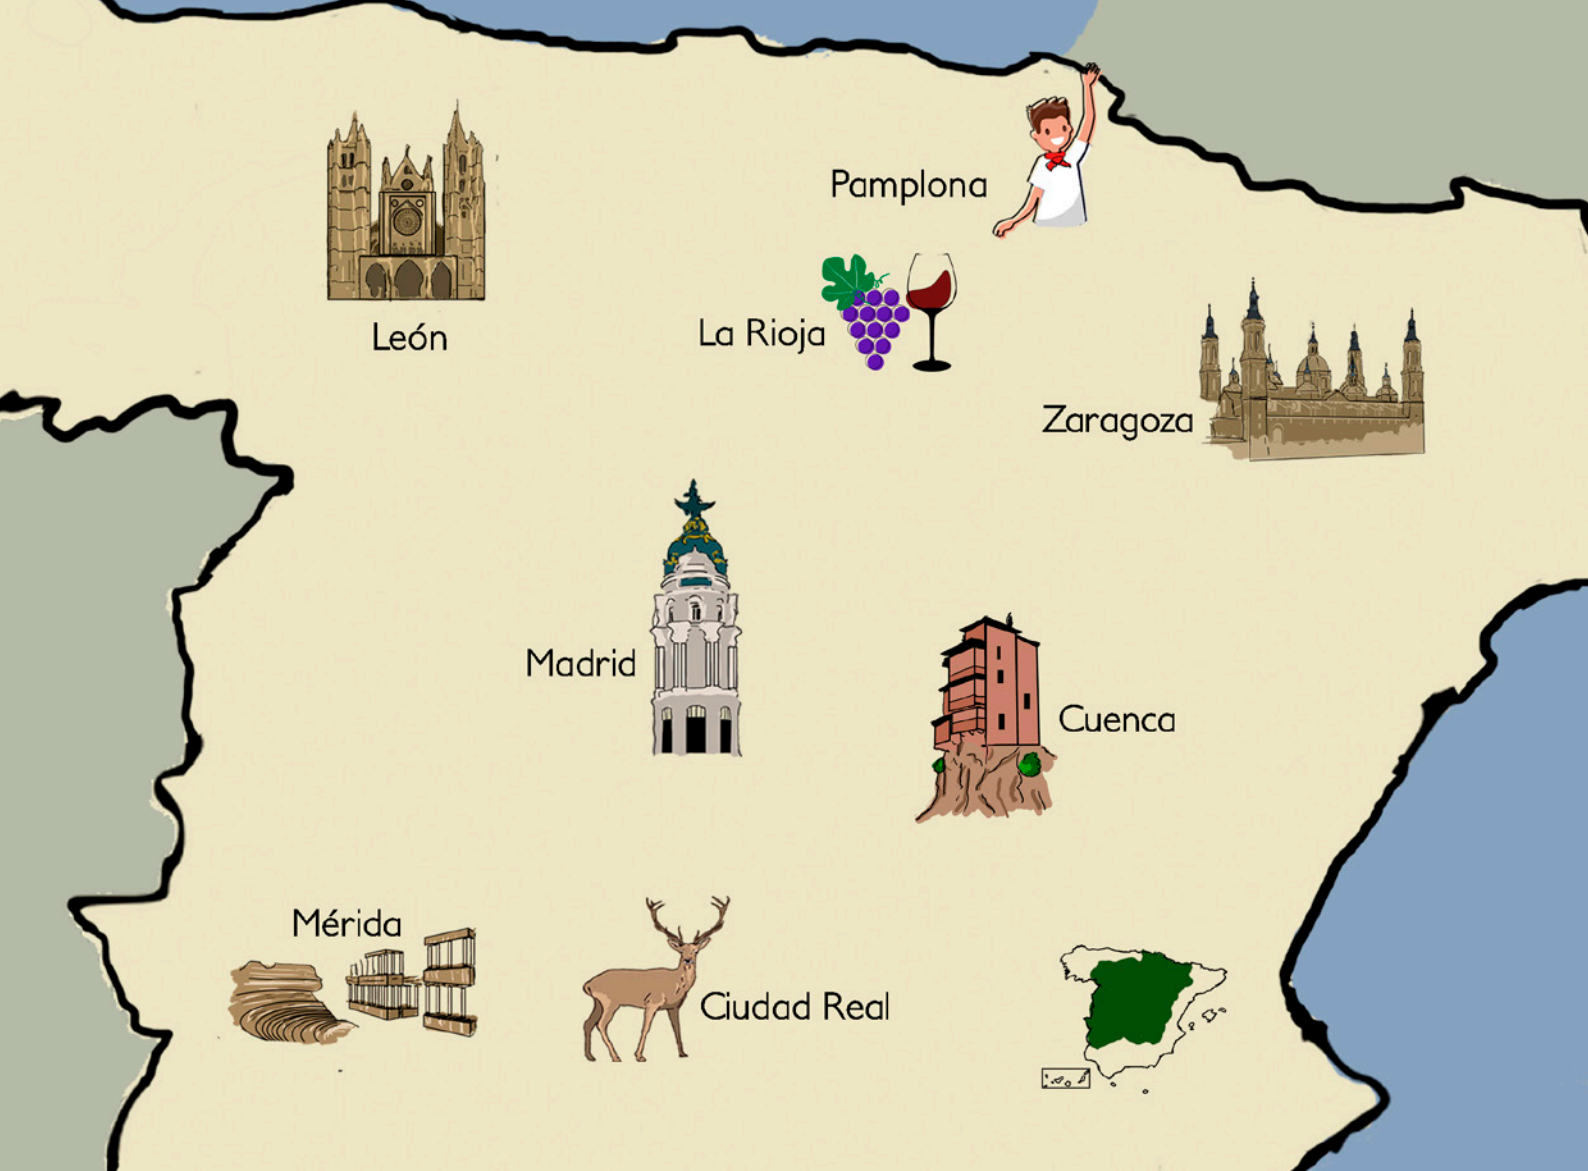 Pamplona
León
La Rioja
Zaragoza
Madrid
Cuenca
Mérida
Ciudad Real